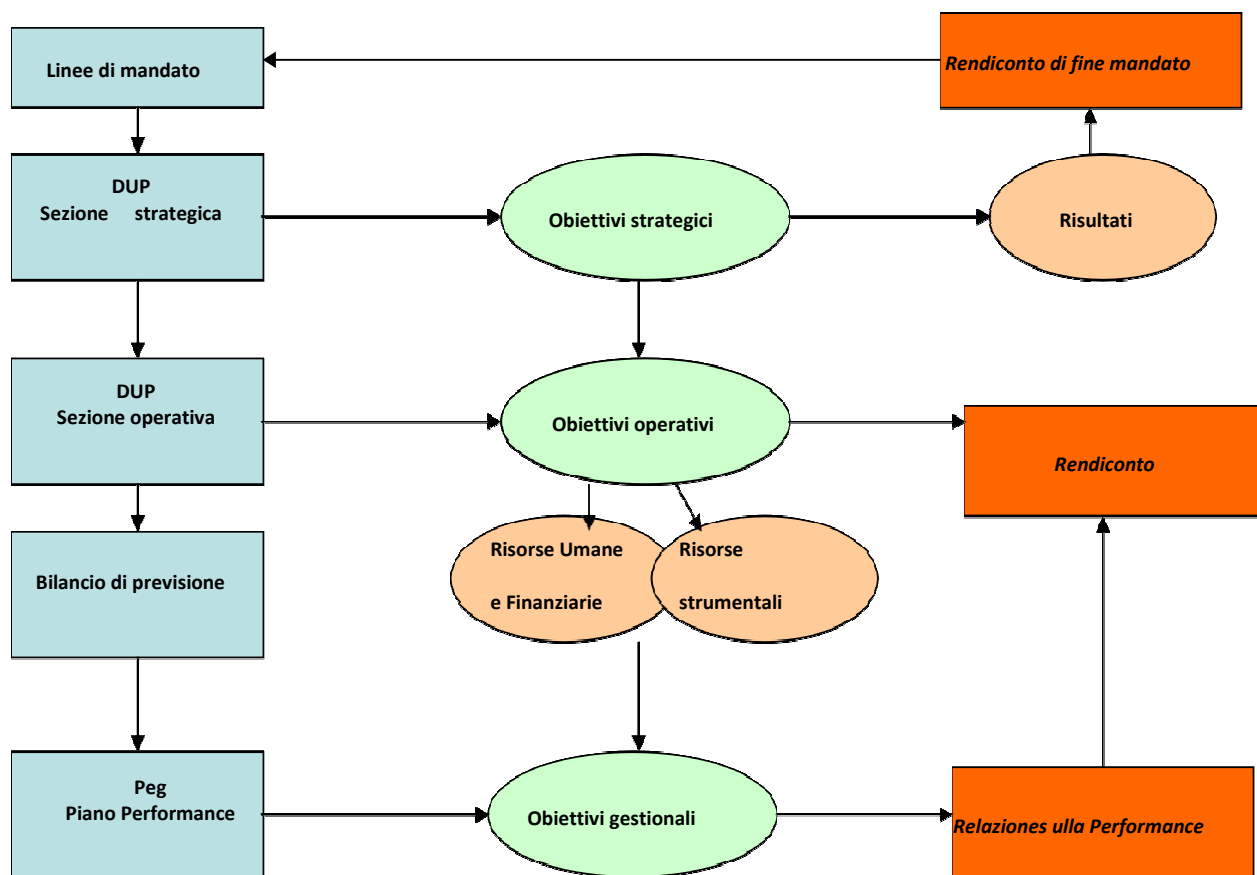 Linee di mandato
Rendiconto di fine mandato
DUP
Sezione strategica
Obiettivi strategici
Risultati
DUP
Sezione operativa
Obiettivi operativi
Rendiconto
Bilancio di previsione
Risorse Umane
e Finanziarie
Risorse
strumentali
Peg
Piano Performance
Obiettivi gestionali
Relaziones ulla Performance